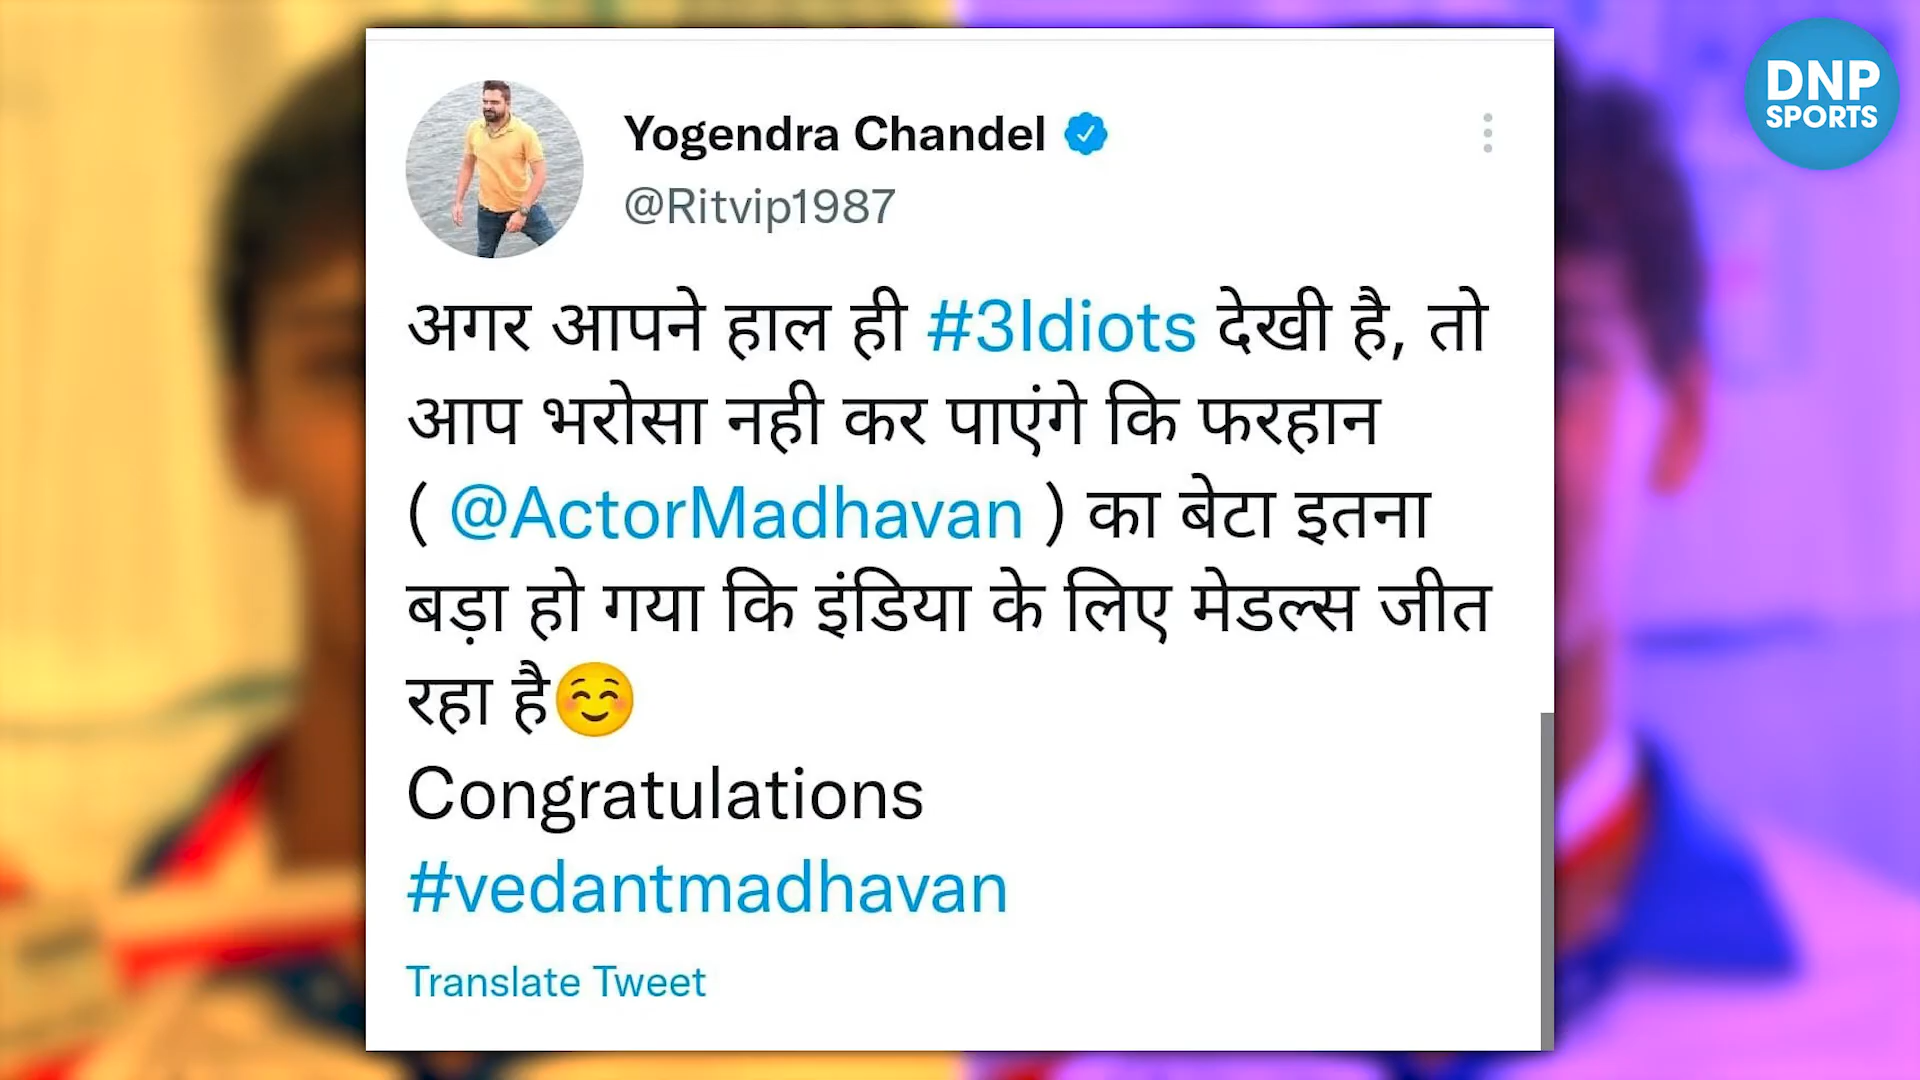 DNP
SPORTS
Yogendra Chandel
@Ritvip1987
अगर आपने हाल ही #3Idiots देखी है, तो
आप भरोसा नही कर पाएंगे कि फरहान
( @ActorMadhavan ) का बेटा इतना
बड़ा हो गया कि इंडिया के लिए मेडल्स जीत
रहा है☺️
Congratulations
#vedantmadhavan
Translate Tweet